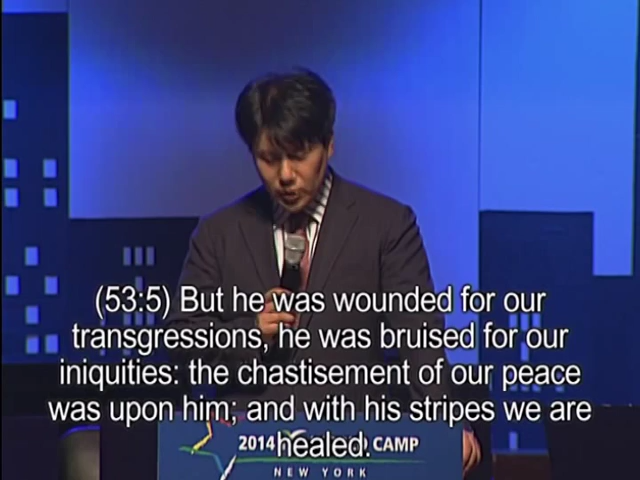 (53:5) But he was wounded for our
transgressions, he was bruised for our
iniquities: the chastisement of our peace
was upon him; and with his stripes we are
healed.
2014 CAMP
NEW YORK